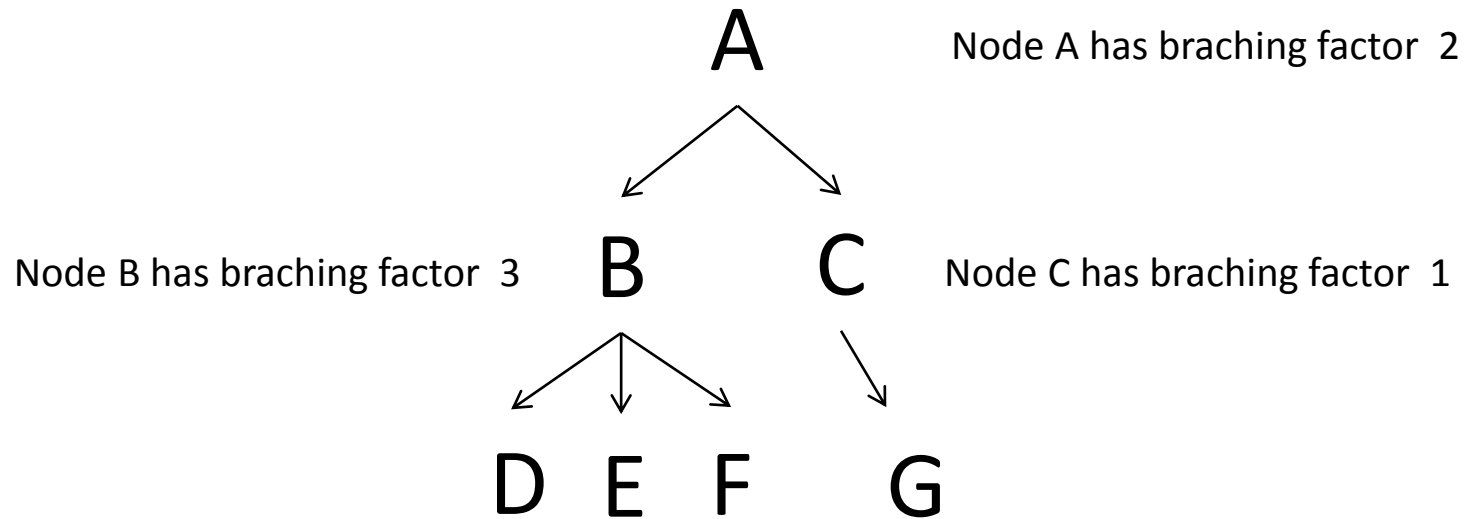 A
Node A has braching factor 2
Node B has braching factor 3
B
C
Node C has braching factor 1
D E F G